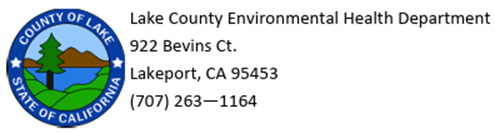 COUNTY OF LAKE
STATE OF CALIFORNIA
Lake County Environmental Health Department
922 Bevins Ct.
Lakeport, CA 95453
(707) 263—1164